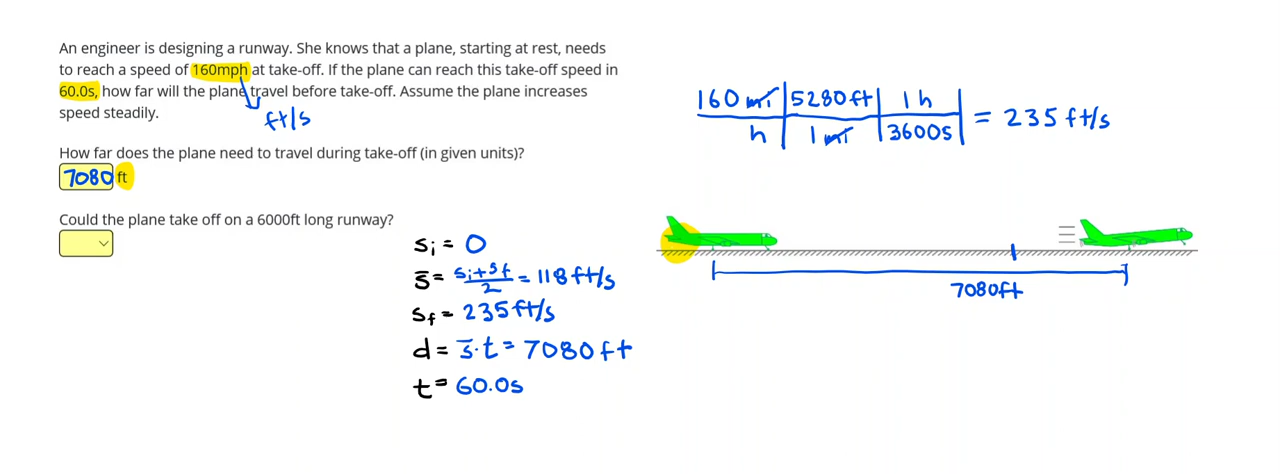 An engineer is designing a runway. She knows that a plane, starting at rest, needs
to reach a speed of 160mph at take-off. If the plane can reach this take-off speed in
60.0s, how far will the plane travel before take-off. Assume the plane increases
speed steadily.
ft/s
How far does the plane need to travel during take-off (in given units)?
7080 ft
Could the plane take off on a 6000ft long runway?
si = 0
s̄ = si+sf/2 = 118 ft/s
sf = 235 ft/s
d = s̄·t = 7080 ft
t = 60.0s
160 mi | 5280 ft | 1 h
h | 1 mi | 3600 s
= 235 ft/s
7080ft